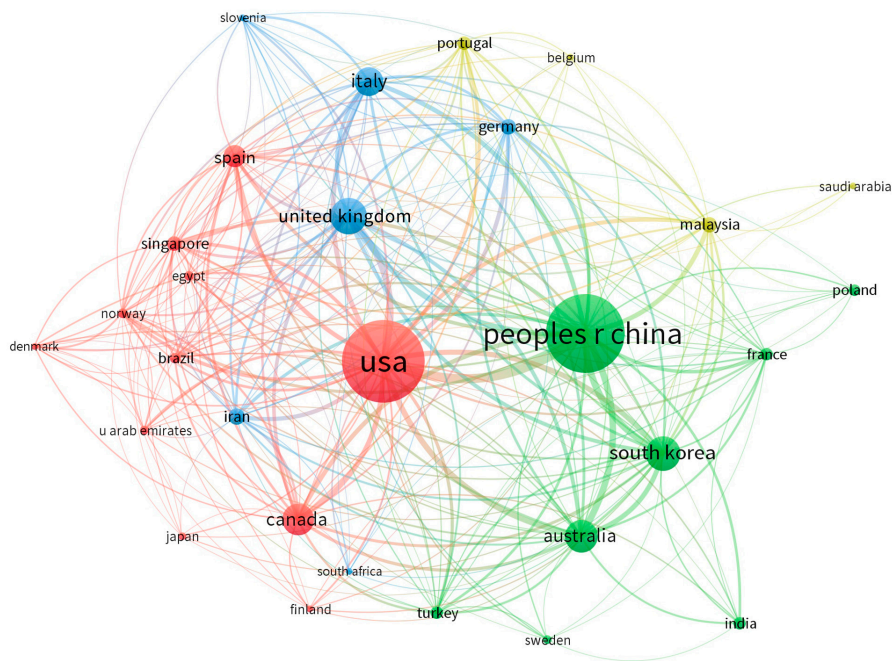 slovenia
portugal
belgium
italy
germany
spain
saudi arabia
united kingdom
malaysia
singapore
egypt
poland
norway
peoples r china
denmark
brazil
usa
france
iran
u arab emirates
south korea
canada
australia
japan
south africa
finland
turkey
india
sweden